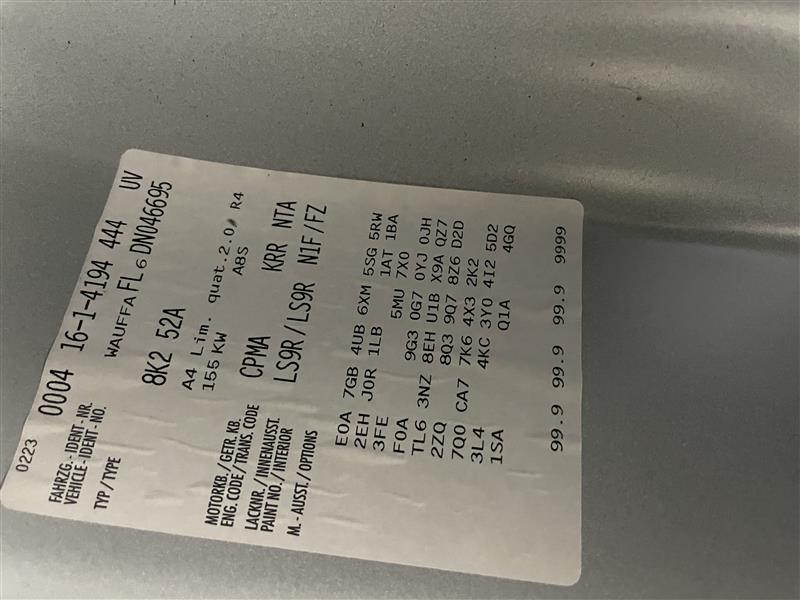 0223 0004 16-1-4194 444 UV
FAHRZG.-IDENT-NR.
VEHICLE-IDENT-NO. WAUFFAFL6DN046695
TYP/TYPE 8K2 52A
A4 Lim. quat.2.0 R4
155 KW A8S
MOTORKB./GETR.KB.
ENG.CODE/TRANS.CODE CPMA KRR NTA
LACKNR./INNENAUSST.
PAINT NO./INTERIOR LS9R/LS9R N1F/FZ
M.-AUSST./OPTIONS
E0A 7GB 4UB 6XM 5SG 5RW
2EH J0R 1LB 1AT 1BA
3FE 5MU 7X0
F0A 9G3 0G7 0YJ 0JH
TL6 3NZ 8EH U1B X9A QZ7
2ZQ 8Q3 9Q7 8Z6 D2D
7Q0 CA7 7K6 4X3 2K2
3L4 4KC 3Y0 4I2 5D2
1SA Q1A 4GQ
99.9 99.9 99.9 9999